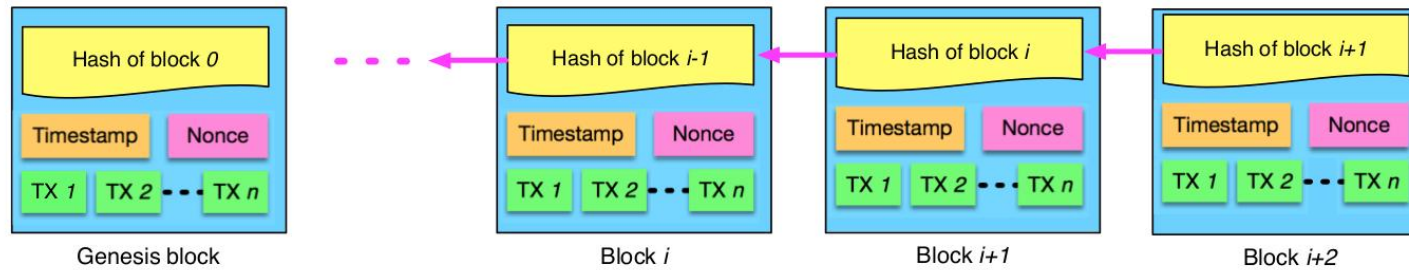 Hash of block 0
Timestamp Nonce
TX 1 TX 2 TX n
Genesis block
Hash of block i-1
Timestamp Nonce
TX 1 TX 2 TX n
Block i
Hash of block i
Timestamp Nonce
TX 1 TX 2 TX n
Block i+1
Hash of block i+1
Timestamp Nonce
TX 1 TX 2 TX n
Block i+2